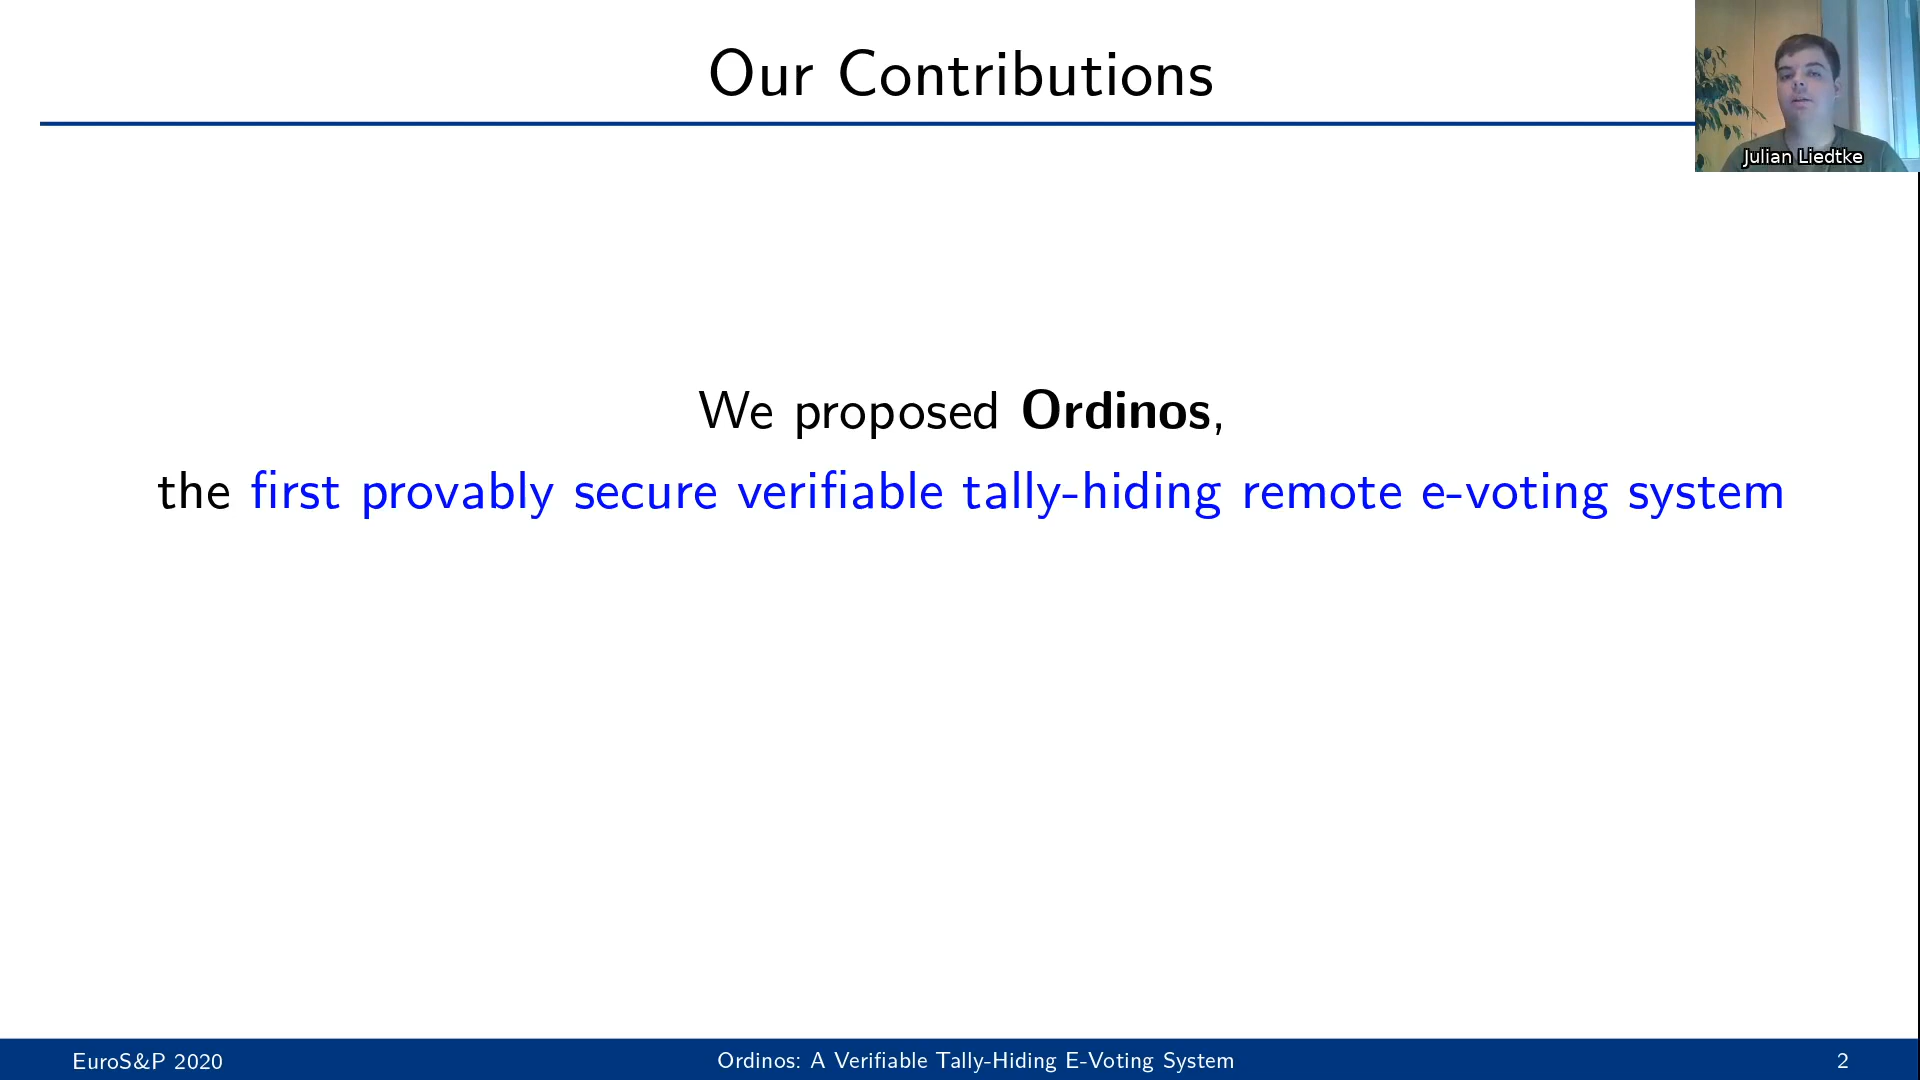 Our Contributions
Julian Liedtke
We proposed Ordinos,
the first provably secure verifiable tally-hiding remote e-voting system
EuroS&P 2020
Ordinos: A Verifiable Tally-Hiding E-Voting System
2